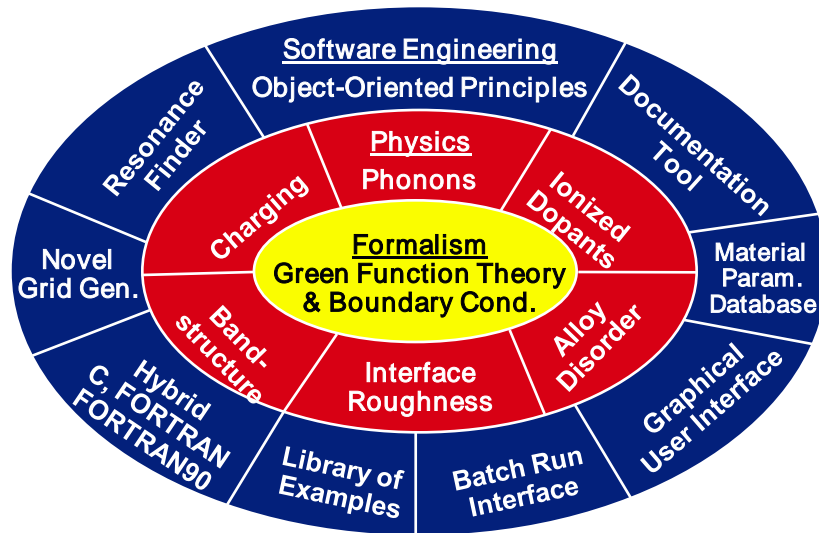 Software Engineering
Object-Oriented Principles
Documentation
Tool
Material
Param.
Database
Graphical
User Interface
Batch Run
Interface
Library of
Examples
Hybrid
C, FORTRAN
FORTRAN90
Novel
Grid Gen.
Resonance
Finder
Physics
Phonons
Ionized
Dopants
Alloy
Disorder
Interface
Roughness
Band-
structure
Charging
Formalism
Green Function Theory
& Boundary Cond.